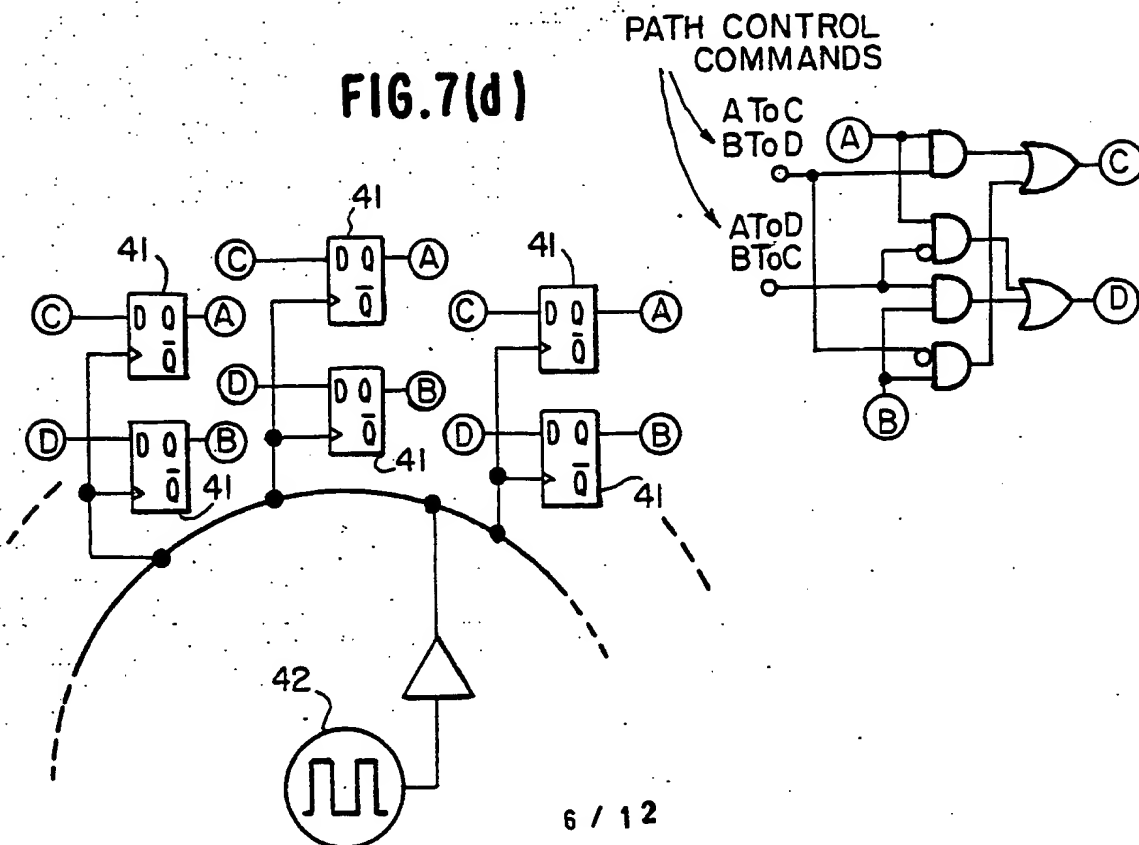 PATH CONTROL
COMMANDS
FIG.7(d)
A To C
B To D
A
C
A To D
B To C
D
B
41
C
D Q
Q̄
A
D
D Q
Q̄
B
41
41
C
D Q
Q̄
A
D
D Q
Q̄
B
41
41
C
D Q
Q̄
A
D
D Q
Q̄
B
41
42
6 / 12